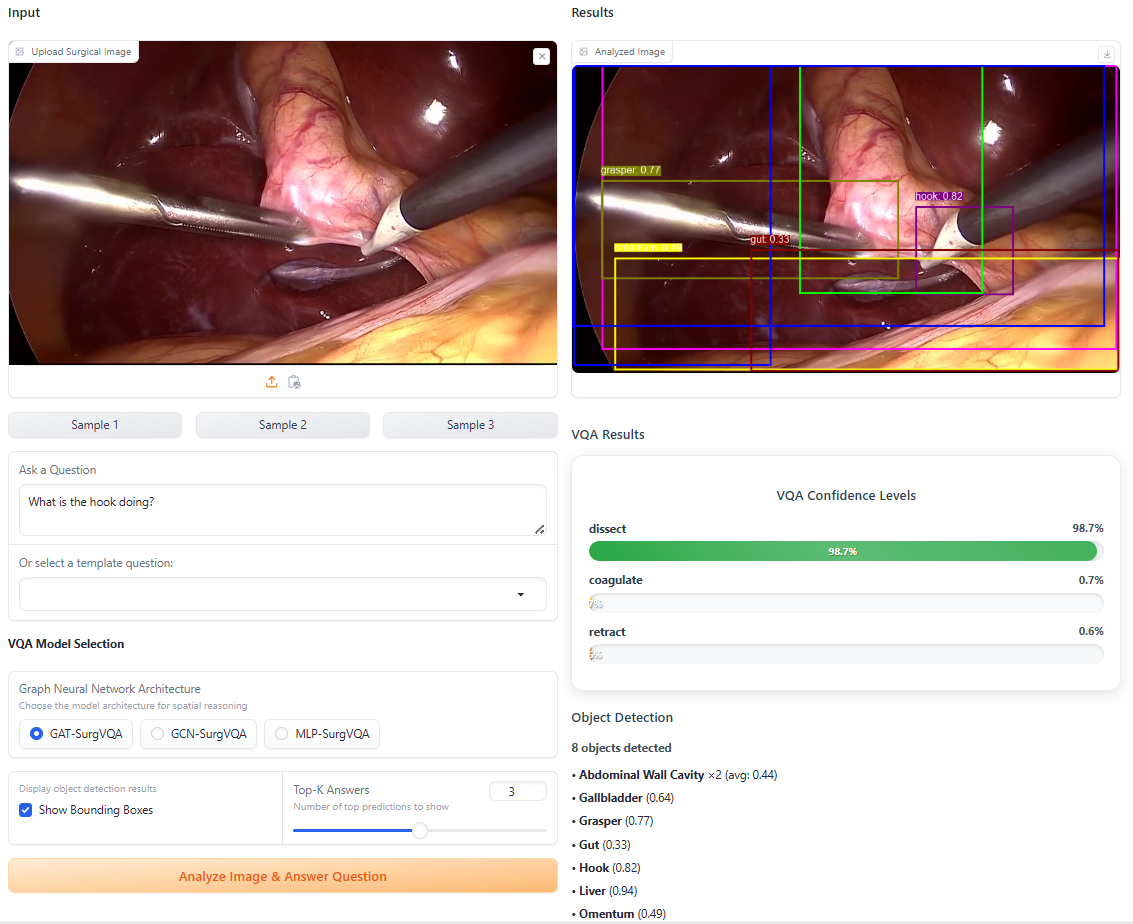 Input
Upload Surgical Image
Sample 1
Sample 2
Sample 3
Ask a Question
What is the hook doing?
Or select a template question:
VQA Model Selection
Graph Neural Network Architecture
Choose the model architecture for spatial reasoning
GAT-SurgVQA
GCN-SurgVQA
MLP-SurgVQA
Display object detection results
Show Bounding Boxes
Top-K Answers
3
Number of top predictions to show
Analyze Image & Answer Question
Results
Analyzed Image
grasper: 0.77
hook: 0.82
gut: 0.33
omentum: 0.49
VQA Results
VQA Confidence Levels
dissect
98.7%
98.7%
coagulate
0.7%
7%
retract
0.6%
6%
Object Detection
8 objects detected
• Abdominal Wall Cavity ×2 (avg: 0.44)
• Gallbladder (0.64)
• Grasper (0.77)
• Gut (0.33)
• Hook (0.82)
• Liver (0.94)
• Omentum (0.49)